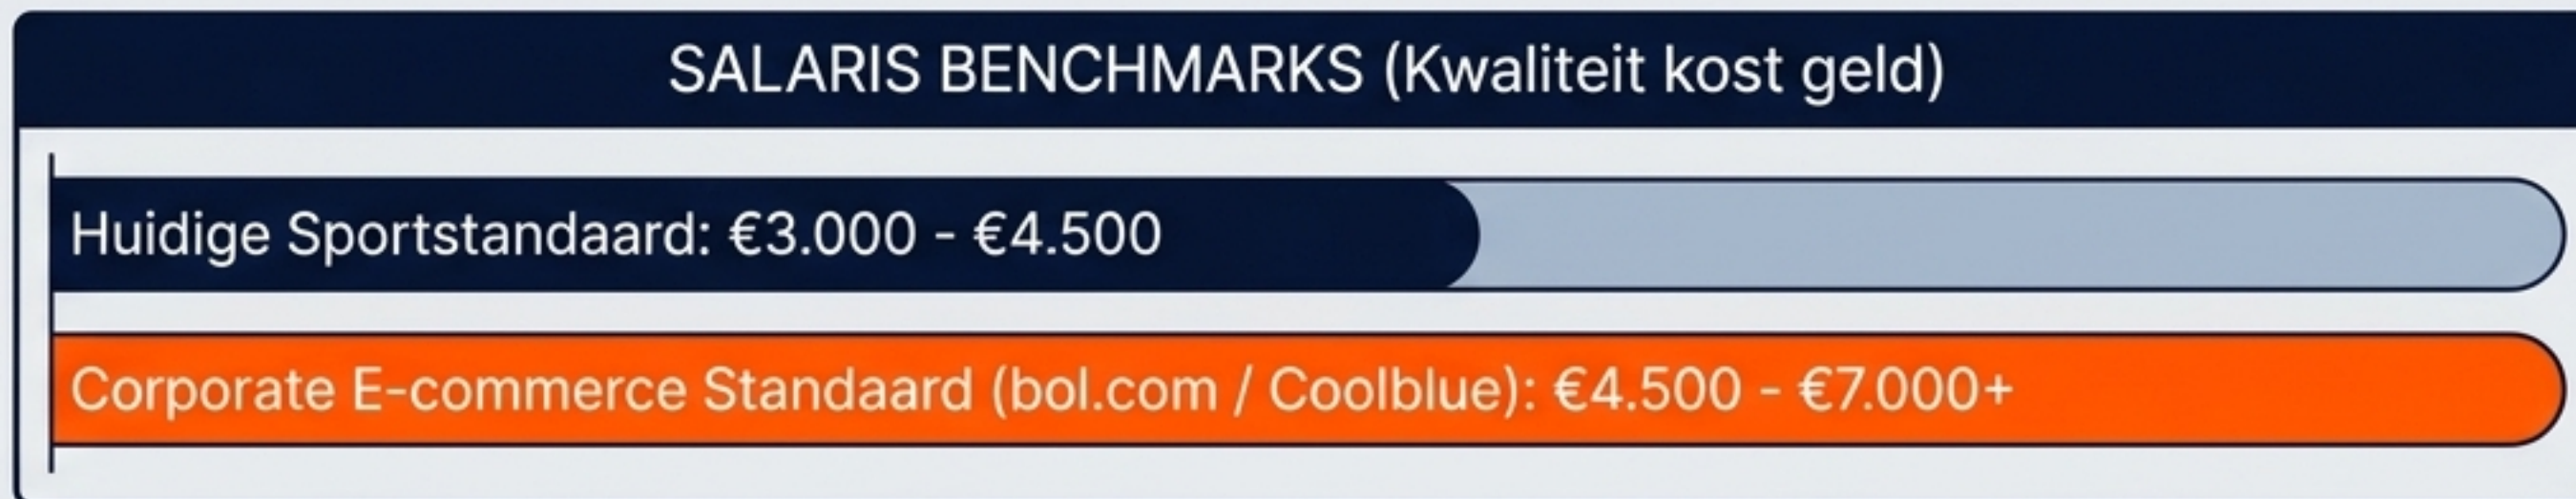 SALARIS BENCHMARKS (Kwaliteit kost geld)
Huidige Sportstandaard: €3.000 - €4.500
Corporate E-commerce Standaard (bol.com / Coolblue): €4.500 - €7.000+